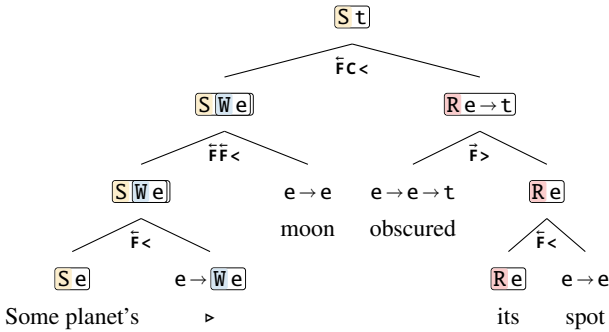 S t
F⃖C<
S W e R e→t
F⃖F⃖< F⃗>
S W e e→e e→e→t R e
moon obscured
F⃖< F⃖<
S e e→W e R e e→e
Some planet's ▹ its spot